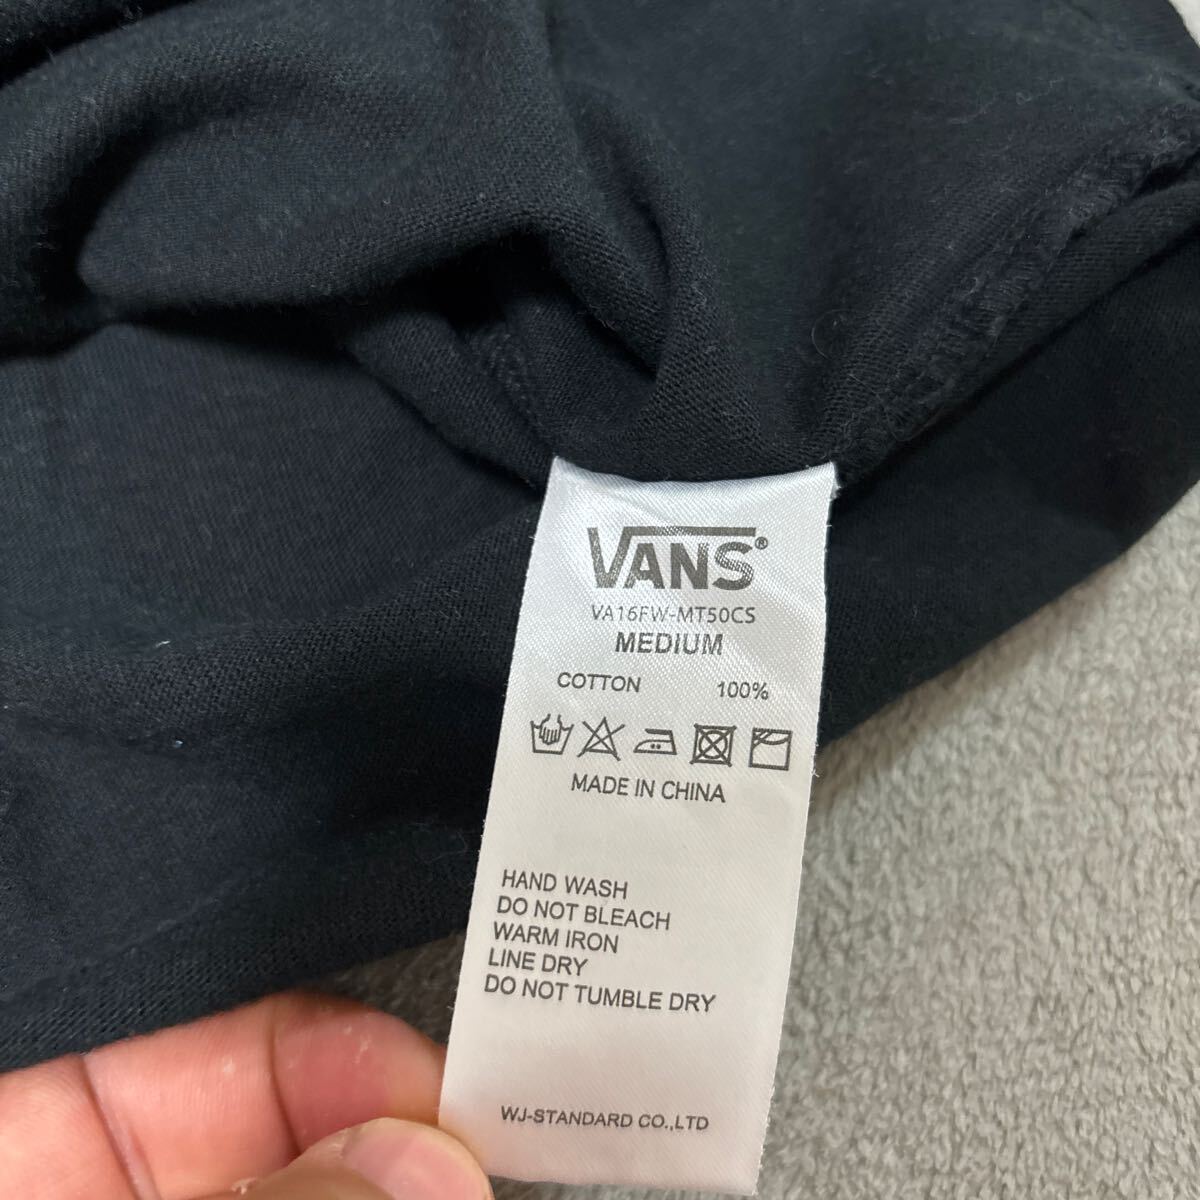 VANS®
VA16FW-MT50CS
MEDIUM
COTTON 100%
MADE IN CHINA
HAND WASH
DO NOT BLEACH
WARM IRON
LINE DRY
DO NOT TUMBLE DRY
WJ-STANDARD CO.,LTD